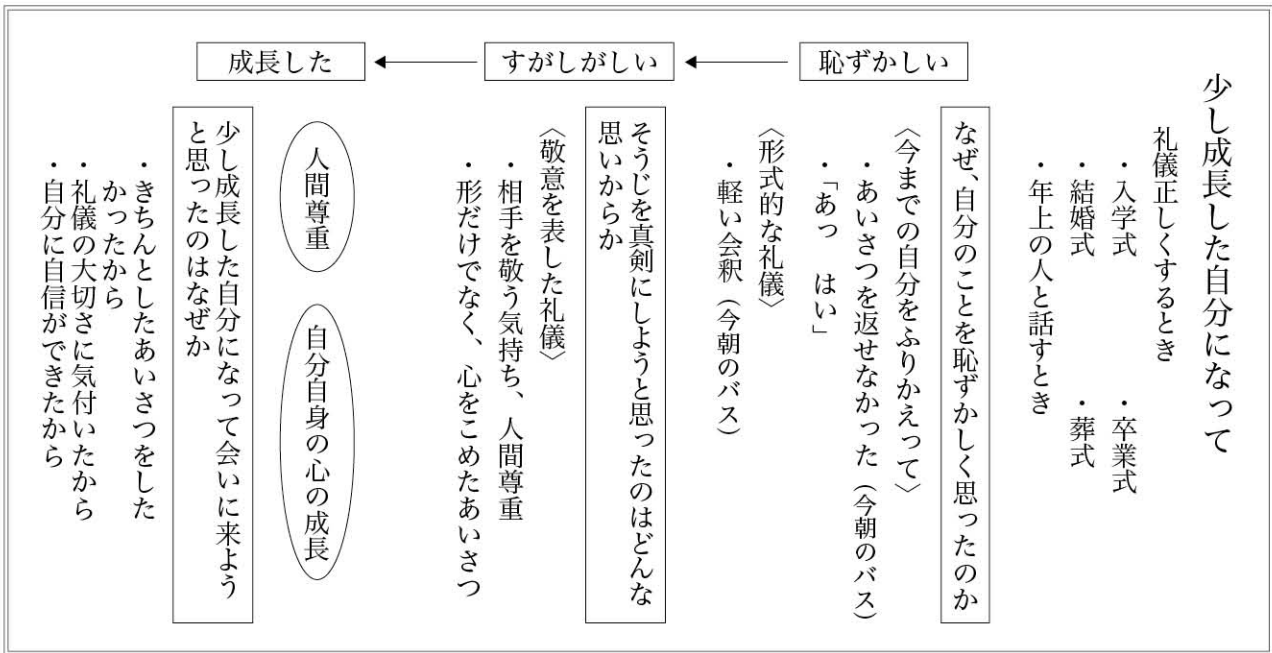 少し成長した自分になって
礼儀正しくするとき
・入学式　・卒業式
・結婚式　・葬式
・年上の人と話すとき
恥ずかしい
なぜ、自分のことを恥ずかしく思ったのか
〈今までの自分をふりかえって〉
・あいさつを返せなかった（今朝のバス）
・「あっ　はい」
〈形式的な礼儀〉
・軽い会釈（今朝のバス）
すがしがしい
そうじを真剣にしようと思ったのはどんな
思いからか
〈敬意を表した礼儀〉
・相手を敬う気持ち、人間尊重
・形だけでなく、心をこめたあいさつ
人間尊重
自分自身の心の成長
成長した
少し成長した自分になって会いに来よう
と思ったのはなぜか
・きちんとしたあいさつをした
かったから
・礼儀の大切さに気付いたから
・自分に自信ができたから